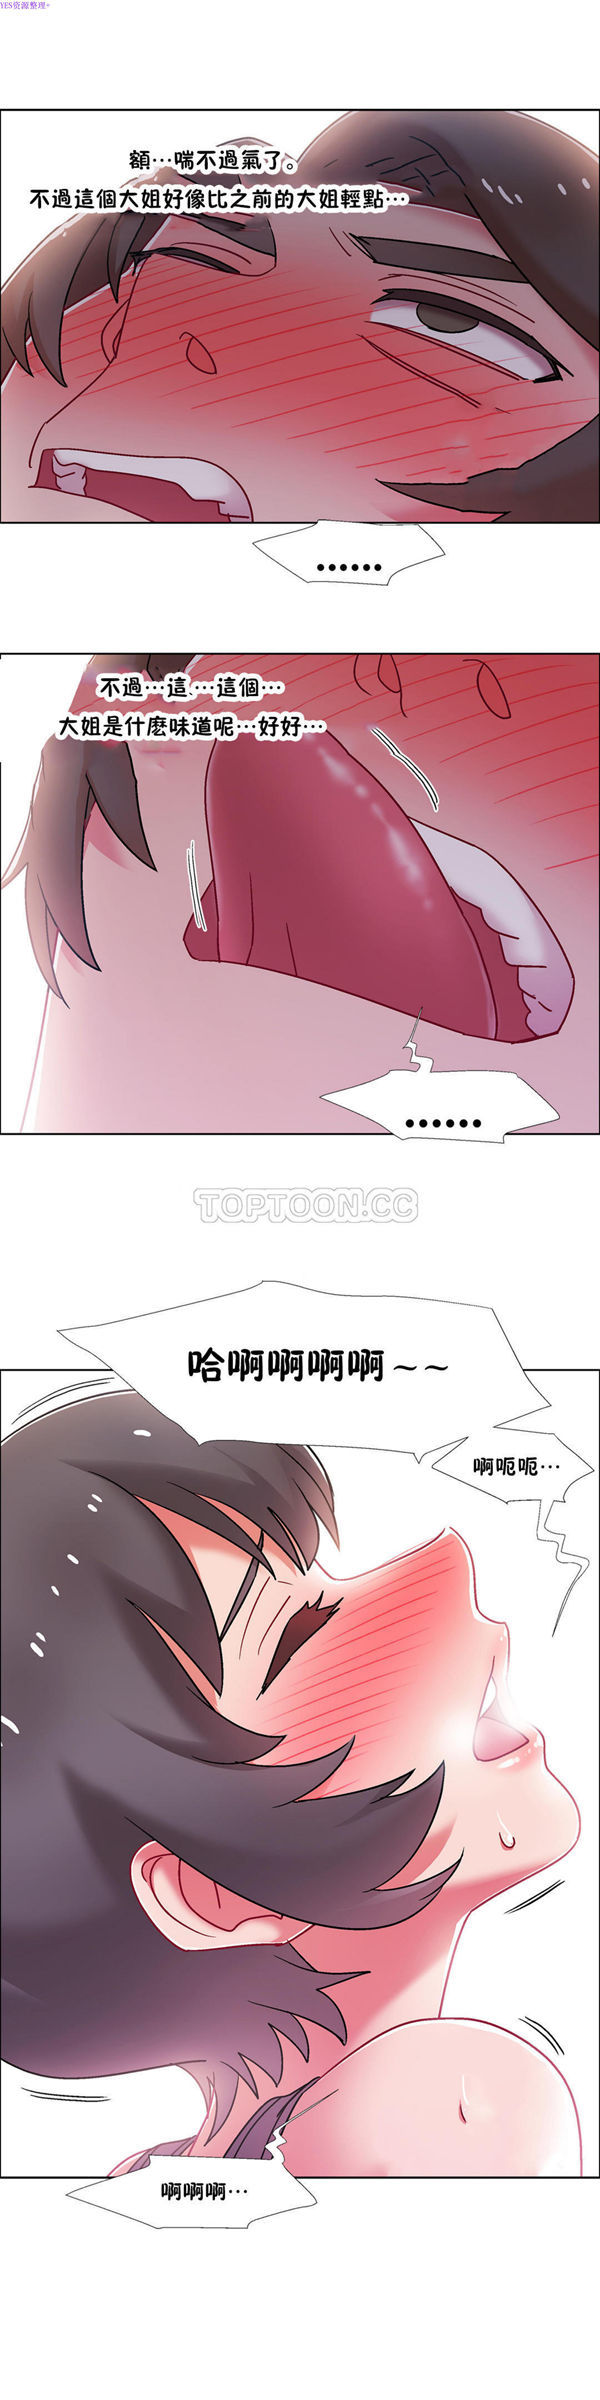 YES资源整理+
額…喘不過氣了。
不過這個大姐好像比之前的大姐輕點…
……
不過…這…這個…
大姐是什麽味道呢…好好…
……
TOPTOON.CC
哈啊啊啊啊~~
啊呃呃…
啊啊啊…